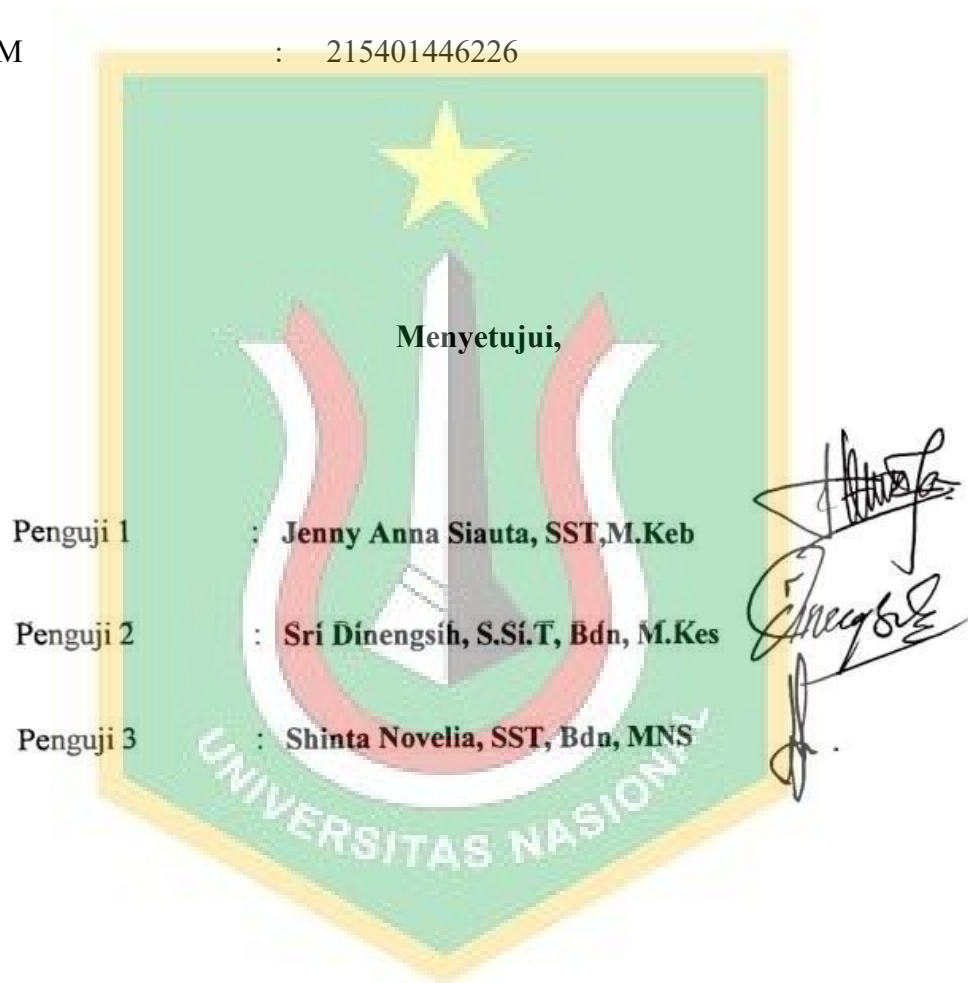 M : 215401446226
Menyetujui,
Penguji 1 : Jenny Anna Siauta, SST,M.Keb
Penguji 2 : Sri Dinengsih, S.Si.T, Bdn, M.Kes
Penguji 3 : Shinta Novelia, SST, Bdn, MNS
UNIVERSITAS NASIONAL